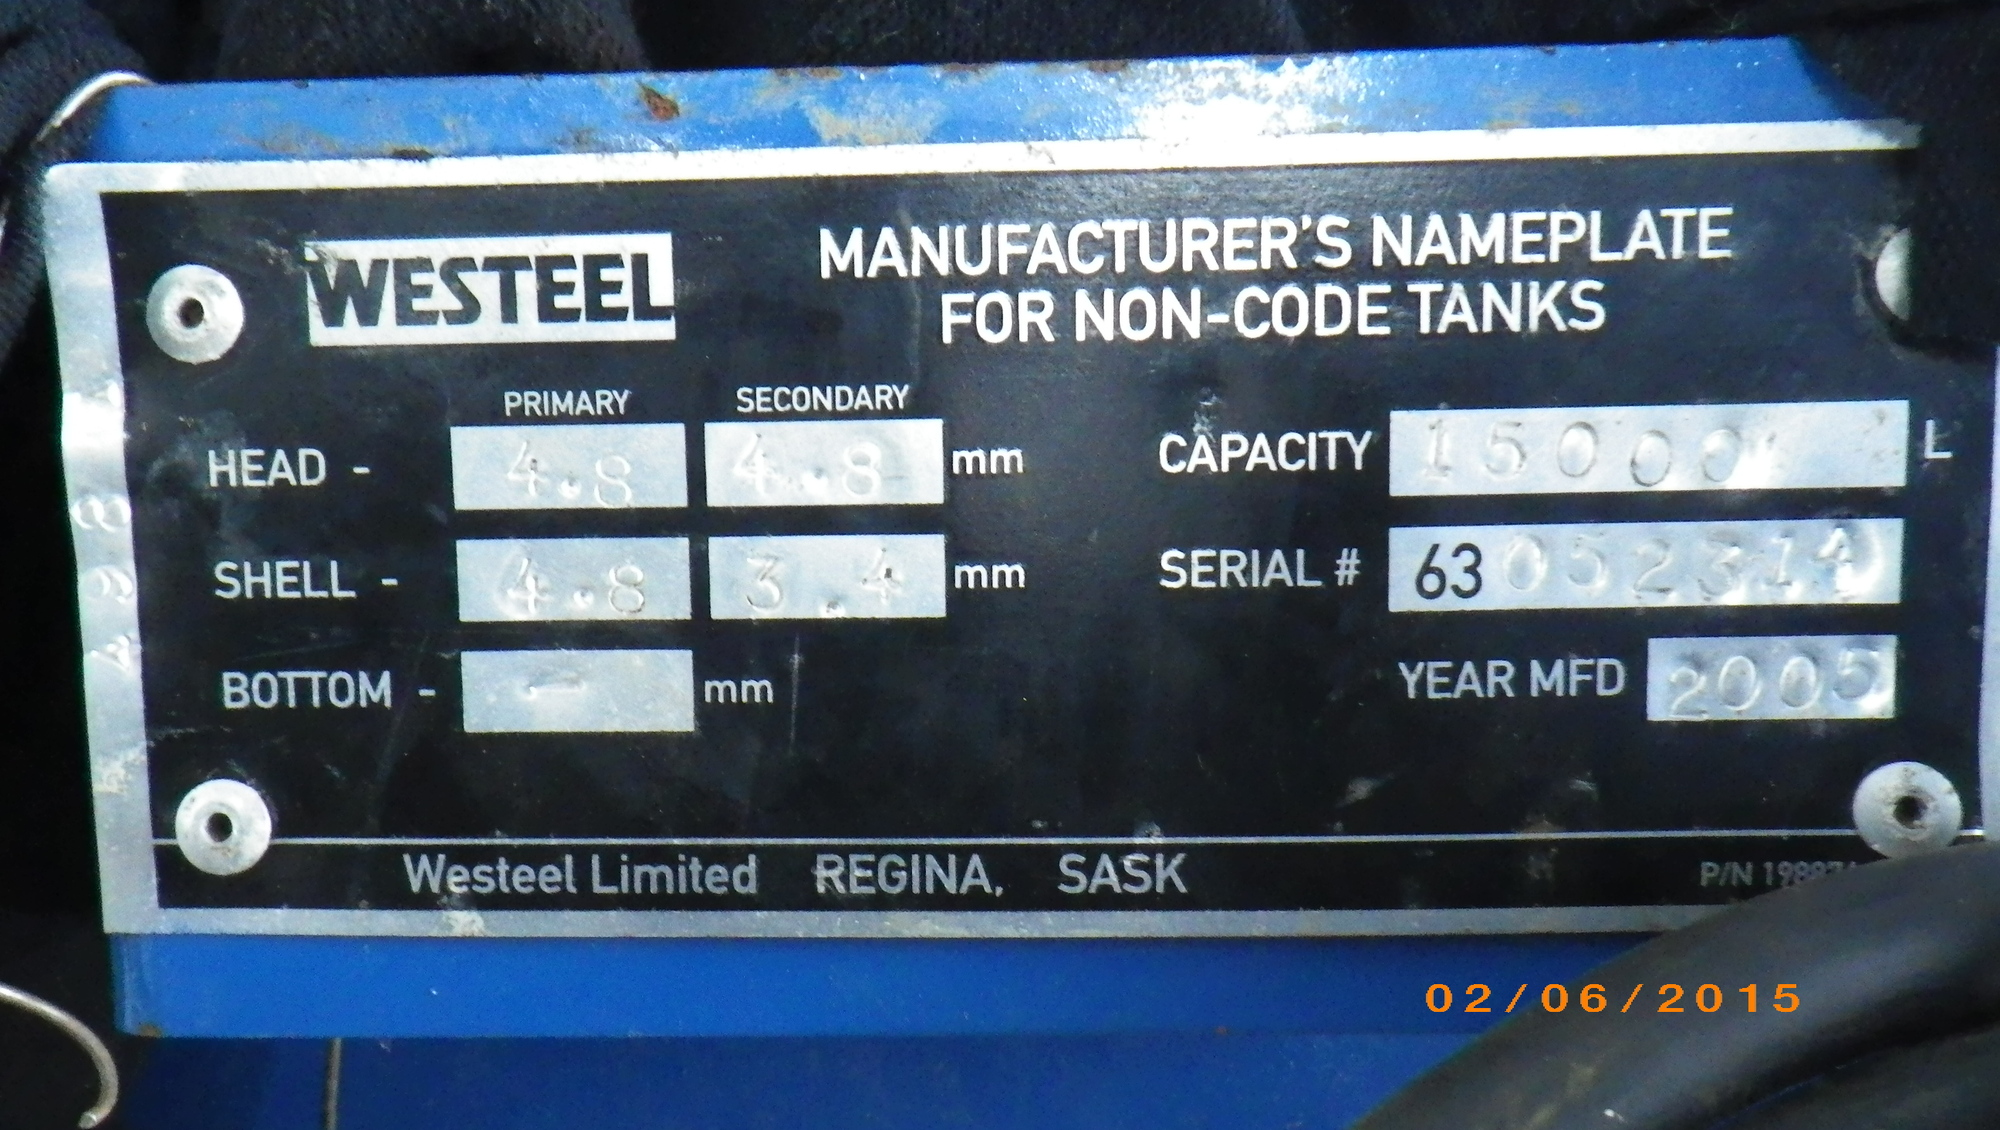 WESTEEL
MANUFACTURER'S NAMEPLATE
FOR NON-CODE TANKS
PRIMARY SECONDARY
HEAD - 4.8 4.8 mm
CAPACITY 15000 L
SHELL - 4.8 3.4 mm
SERIAL # 63052314
BOTTOM - - mm
YEAR MFD 2005
Westeel Limited REGINA, SASK
P/N
02/06/2015